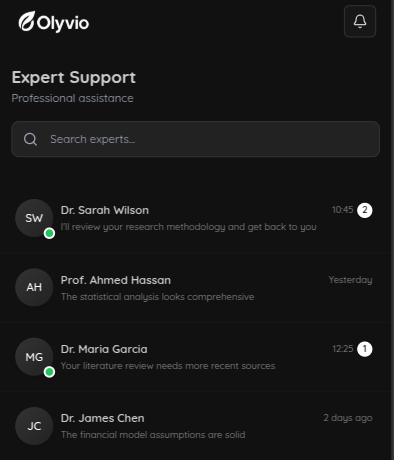 Olyvio
Expert Support
Professional assistance
Search experts...
SW
Dr. Sarah Wilson
10:45
2
I'll review your research methodology and get back to you
AH
Prof. Ahmed Hassan
Yesterday
The statistical analysis looks comprehensive
MG
Dr. Maria Garcia
12:25
1
Your literature review needs more recent sources
JC
Dr. James Chen
2 days ago
The financial model assumptions are solid